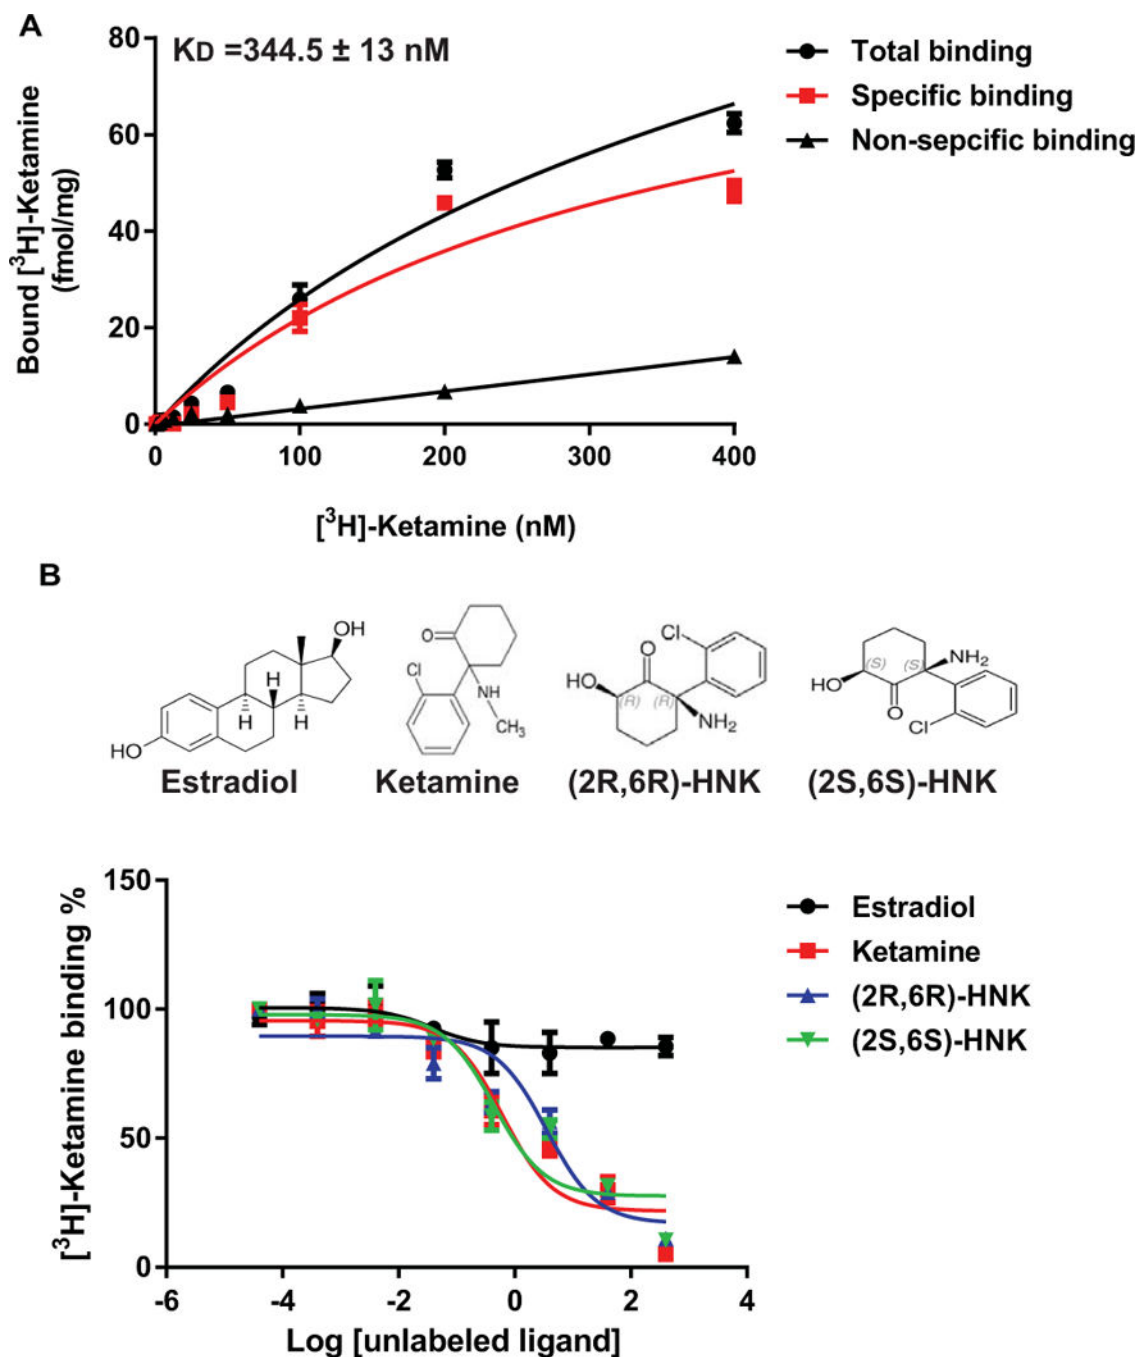 A
KD =344.5 ± 13 nM
80
60
40
20
0
Bound [³H]-Ketamine
(fmol/mg)
0 100 200 300 400
[³H]-Ketamine (nM)
Total binding
Specific binding
Non-sepcific binding
B
OH
H
H
H
HO
Estradiol
O
Cl
NH
CH₃
Ketamine
Cl
O
HO
(R) (R)
NH₂
(2R,6R)-HNK
(S) (S)
NH₂
HO
O
Cl
(2S,6S)-HNK
150
100
50
0
[³H]-Ketamine binding %
-6 -4 -2 0 2 4
Log [unlabeled ligand]
Estradiol
Ketamine
(2R,6R)-HNK
(2S,6S)-HNK